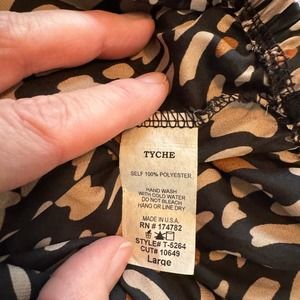 TYCHE
SELF 100% POLYESTER
HAND WASH
WITH COLD WATER
DO NOT BLEACH
HANG OR LINE DRY
MADE IN U.S.A.
RN # 174782
STYLE# T-5264
CUT# 10649
Large